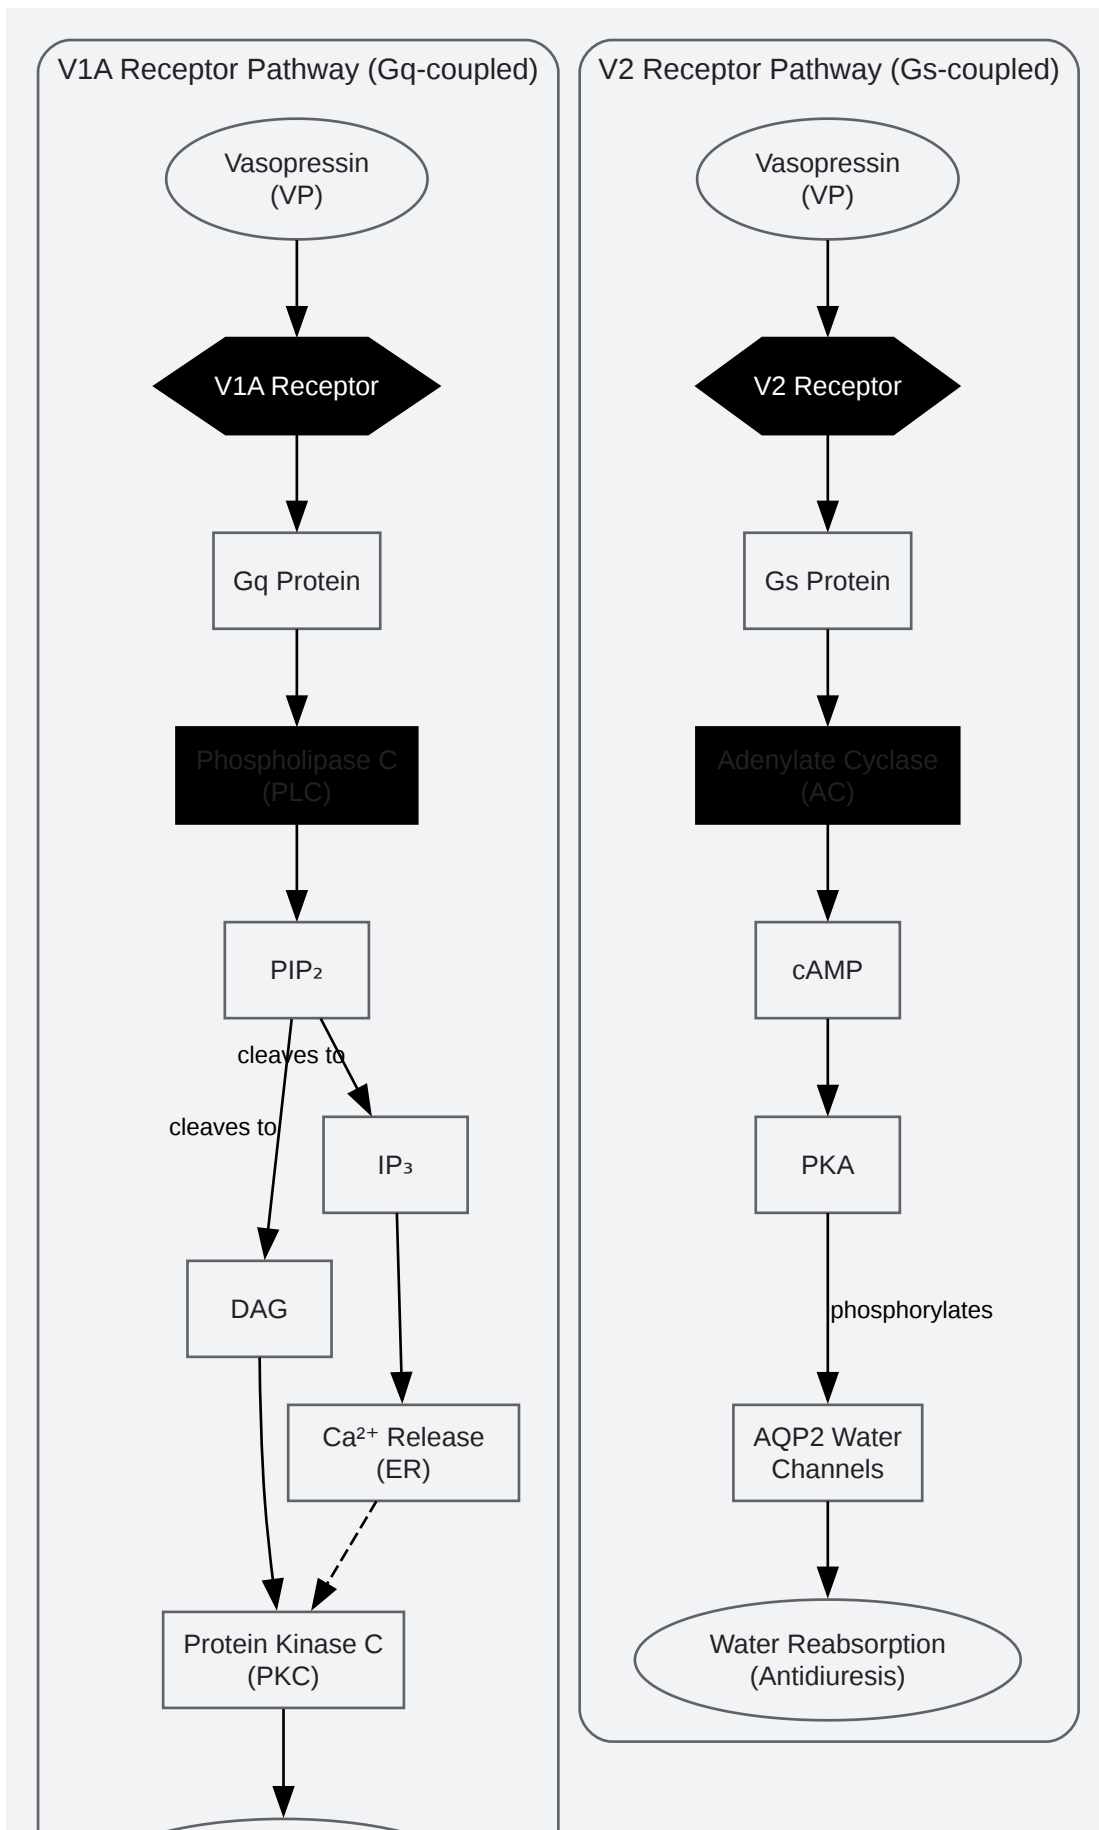 V1A Receptor Pathway (Gq-coupled)
Vasopressin
(VP)
V1A Receptor
Gq Protein
Phospholipase C
(PLC)
PIP₂
cleaves to
cleaves to
IP₃
DAG
Ca²⁺ Release
(ER)
Protein Kinase C
(PKC)
V2 Receptor Pathway (Gs-coupled)
Vasopressin
(VP)
V2 Receptor
Gs Protein
Adenylate Cyclase
(AC)
cAMP
PKA
phosphorylates
AQP2 Water
Channels
Water Reabsorption
(Antidiuresis)